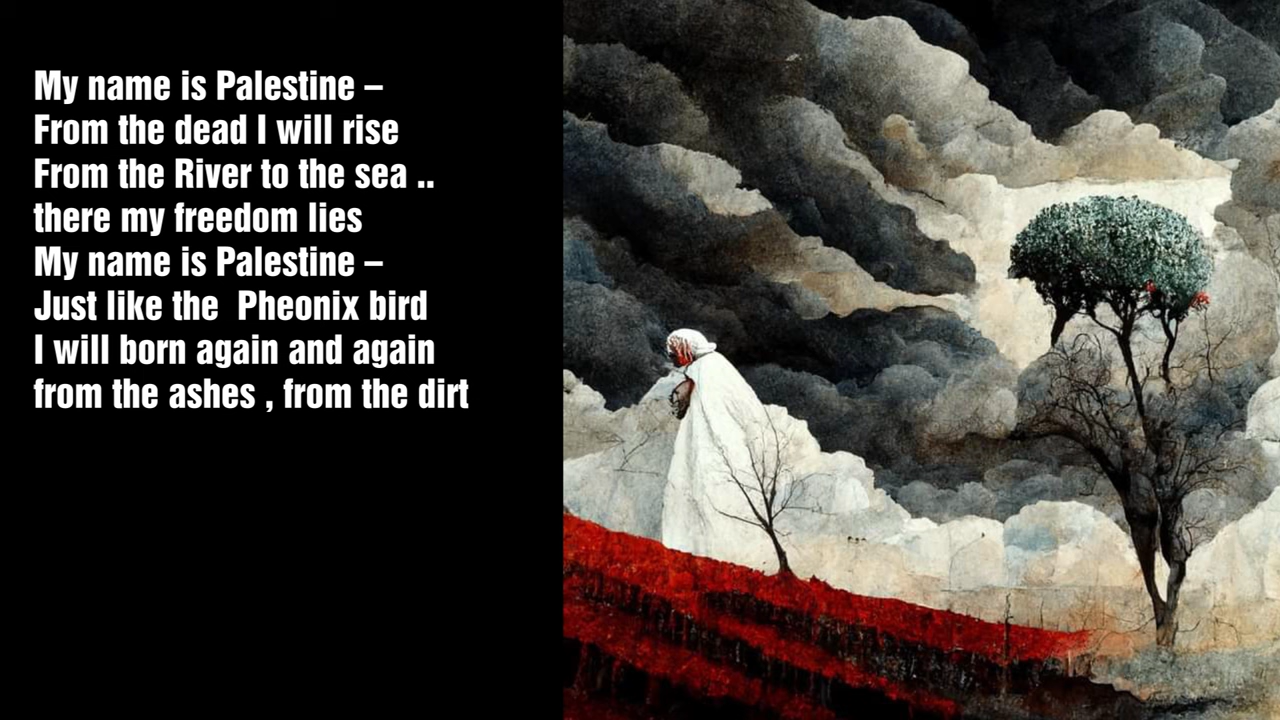 My name is Palestine –
From the dead I will rise
From the River to the sea ..
there my freedom lies
My name is Palestine –
Just like the  Pheonix bird
I will born again and again
from the ashes , from the dirt